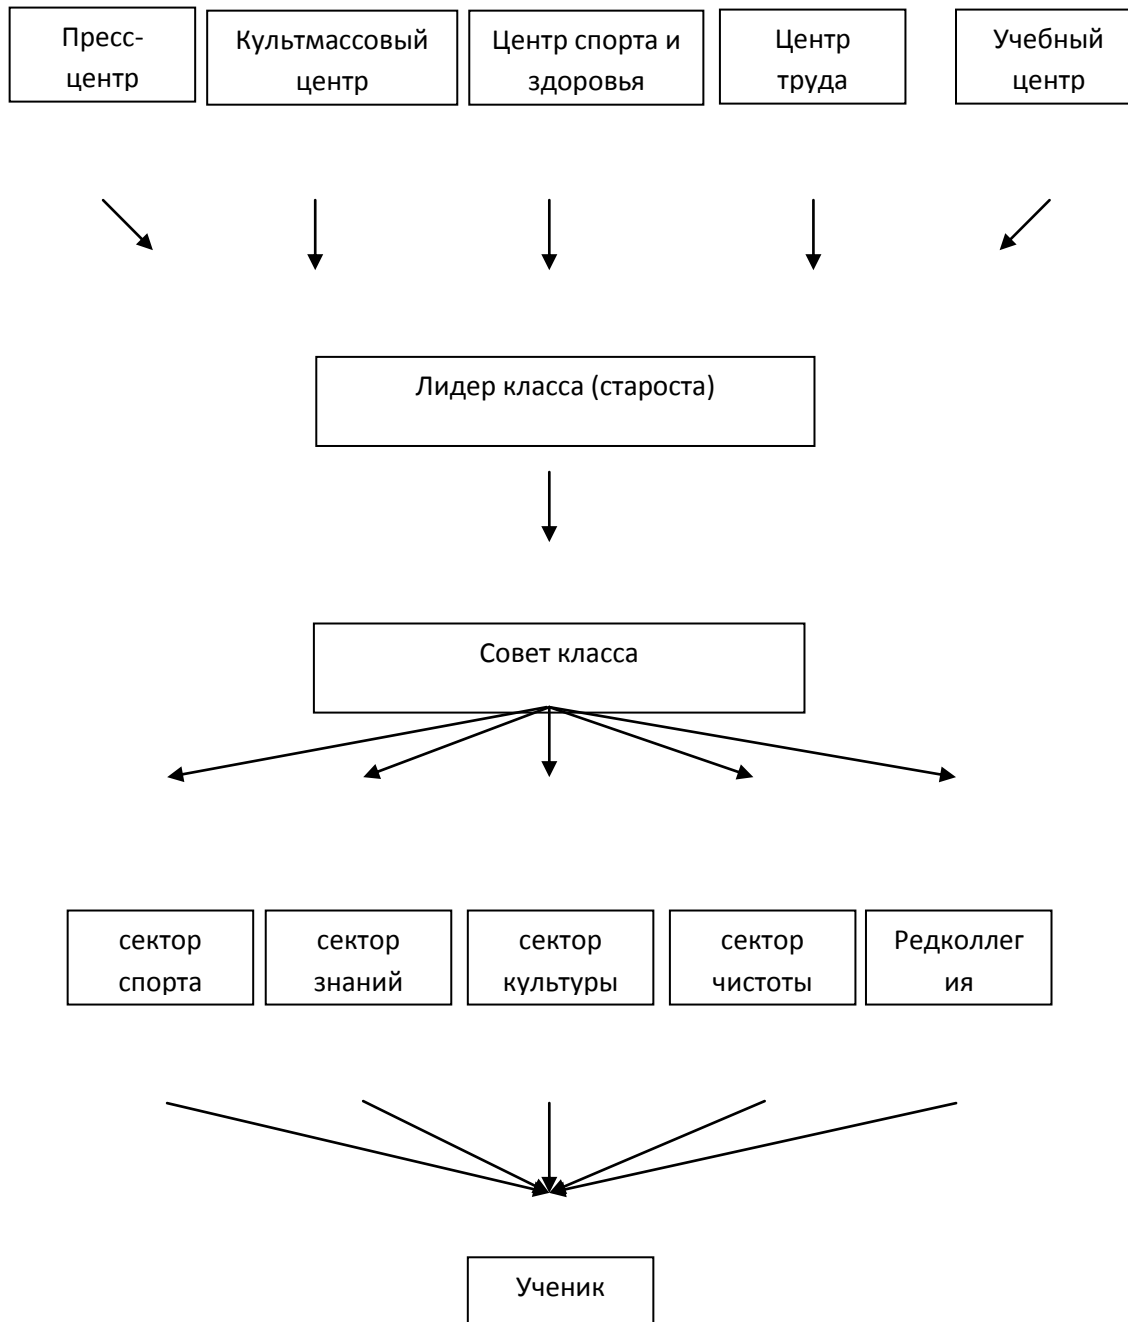 Пресс-
центр
Культмассовый
центр
Центр спорта и
здоровья
Центр
труда
Учебный
центр
Лидер класса (староста)
Совет класса
сектор
спорта
сектор
знаний
сектор
культуры
сектор
чистоты
Редколлег
ия
Ученик